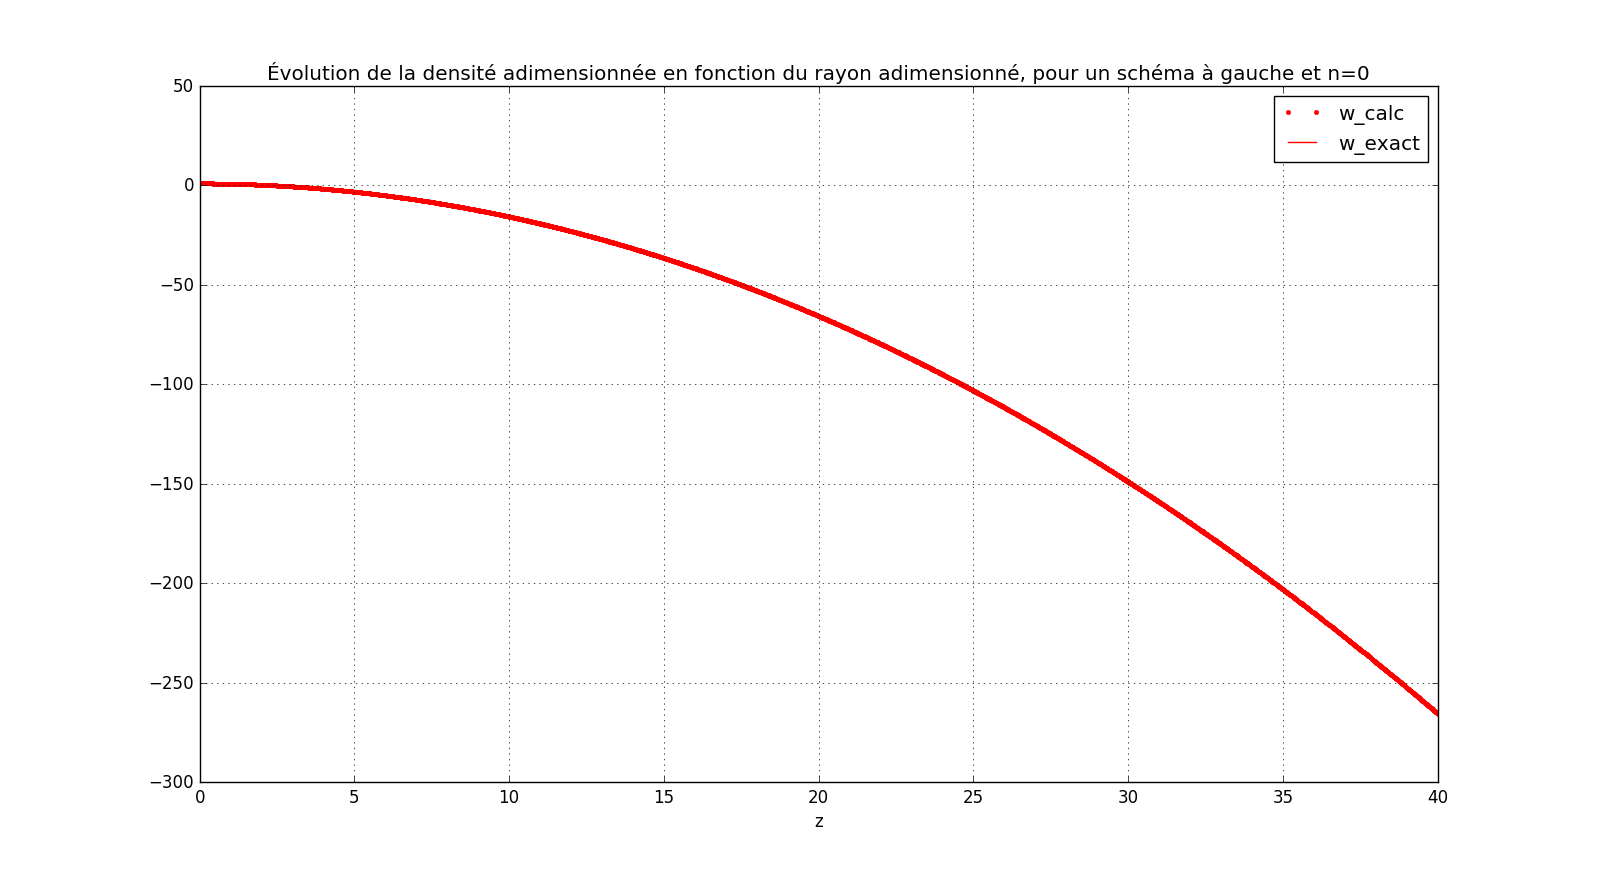 Évolution de la densité adimensionnée en fonction du rayon adimensionné, pour un schéma à gauche et n=0
50
0
−50
−100
−150
−200
−250
−300
w_calc
w_exact
0 5 10 15 20 25 30 35 40
z